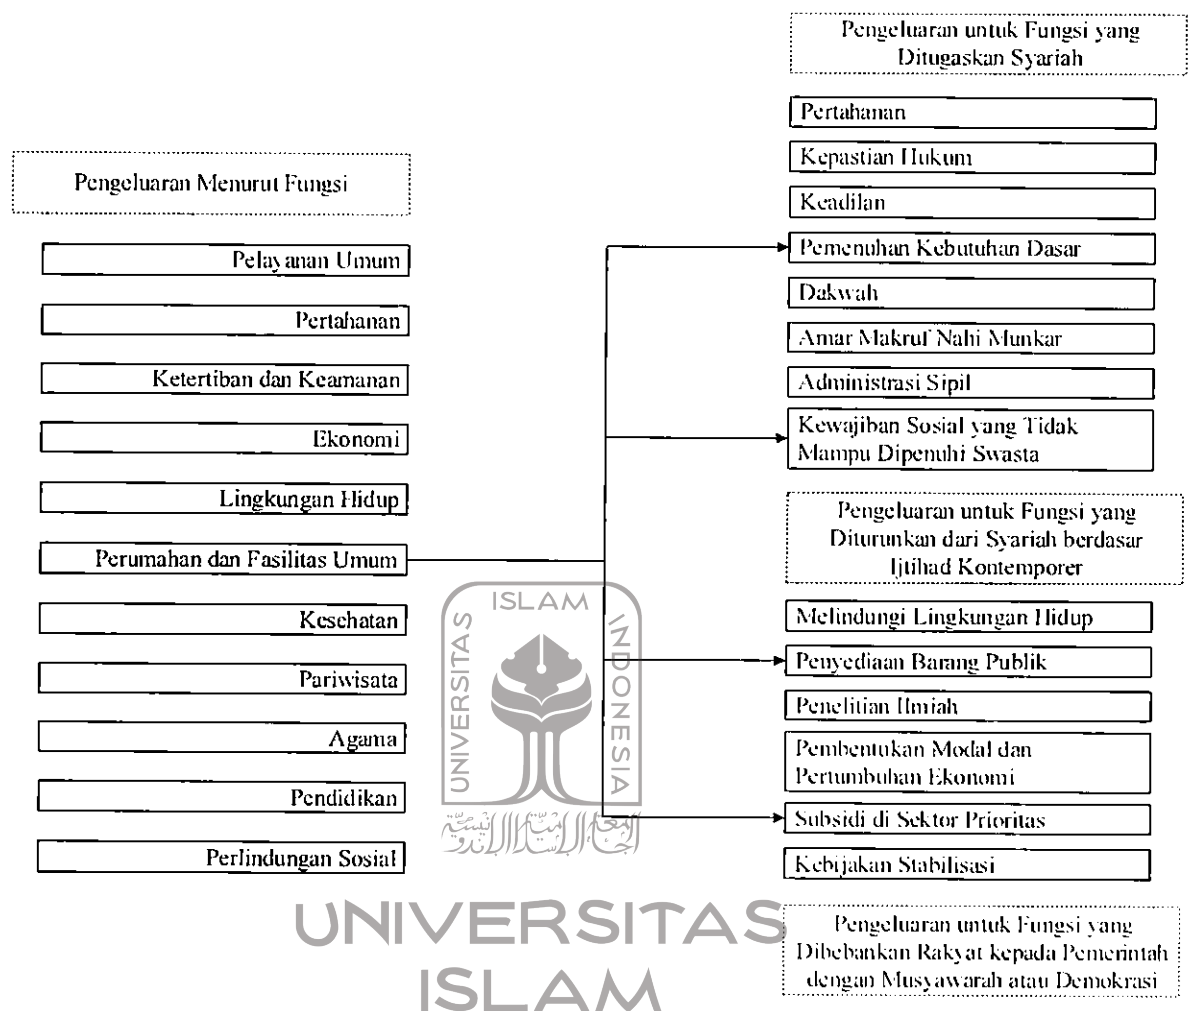 Pengeluaran Menurut Fungsi
Pelayanan Umum
Pertahanan
Ketertiban dan Keamanan
Ekonomi
Lingkungan Hidup
Perumahan dan Fasilitas Umum
Kesehatan
Pariwisata
Agama
Pendidikan
Perlindungan Sosial
Pengeluaran untuk Fungsi yang
Ditugaskan Syariah
Pertahanan
Kepastian Hukum
Keadilan
Pemenuhan Kebutuhan Dasar
Dakwah
Amar Makruf Nahi Munkar
Administrasi Sipil
Kewajiban Sosial yang Tidak
Mampu Dipenuhi Swasta
Pengeluaran untuk Fungsi yang
Diturunkan dari Syariah berdasar
Ijtihad Kontemporer
Melindungi Lingkungan Hidup
Penyediaan Barang Publik
Penelitian Ilmiah
Pembentukan Modal dan
Pertumbuhan Ekonomi
Subsidi di Sektor Prioritas
Kebijakan Stabilisasi
Pengeluaran untuk Fungsi yang
Dibebankan Rakyat kepada Pemerintah
dengan Musyawarah atau Demokrasi
UNIVERSITAS
ISLAM
INDONESIA
UNIVERSITAS
ISLAM